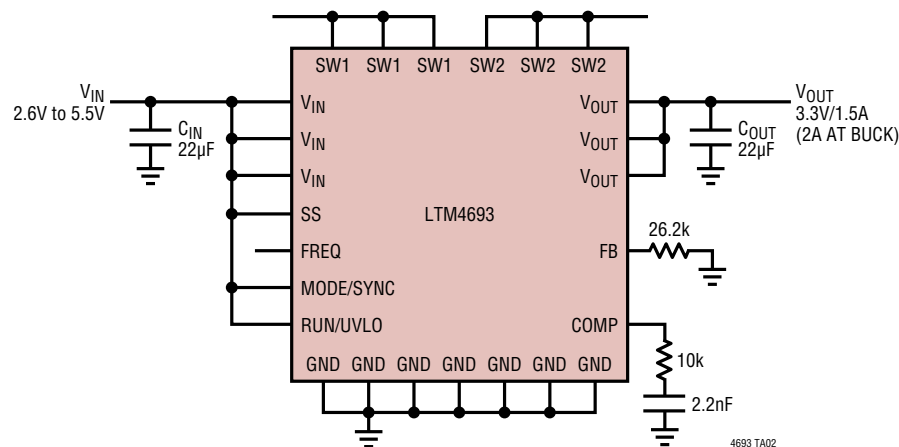 SW1 SW1 SW1 SW2 SW2 SW2
VIN
2.6V to 5.5V
CIN
22µF
VIN
VIN
VIN
SS
FREQ
MODE/SYNC
RUN/UVLO
LTM4693
VOUT
VOUT
VOUT
FB
COMP
GND GND GND GND GND GND GND
VOUT
3.3V/1.5A
(2A AT BUCK)
COUT
22µF
26.2k
10k
2.2nF
4693 TA02